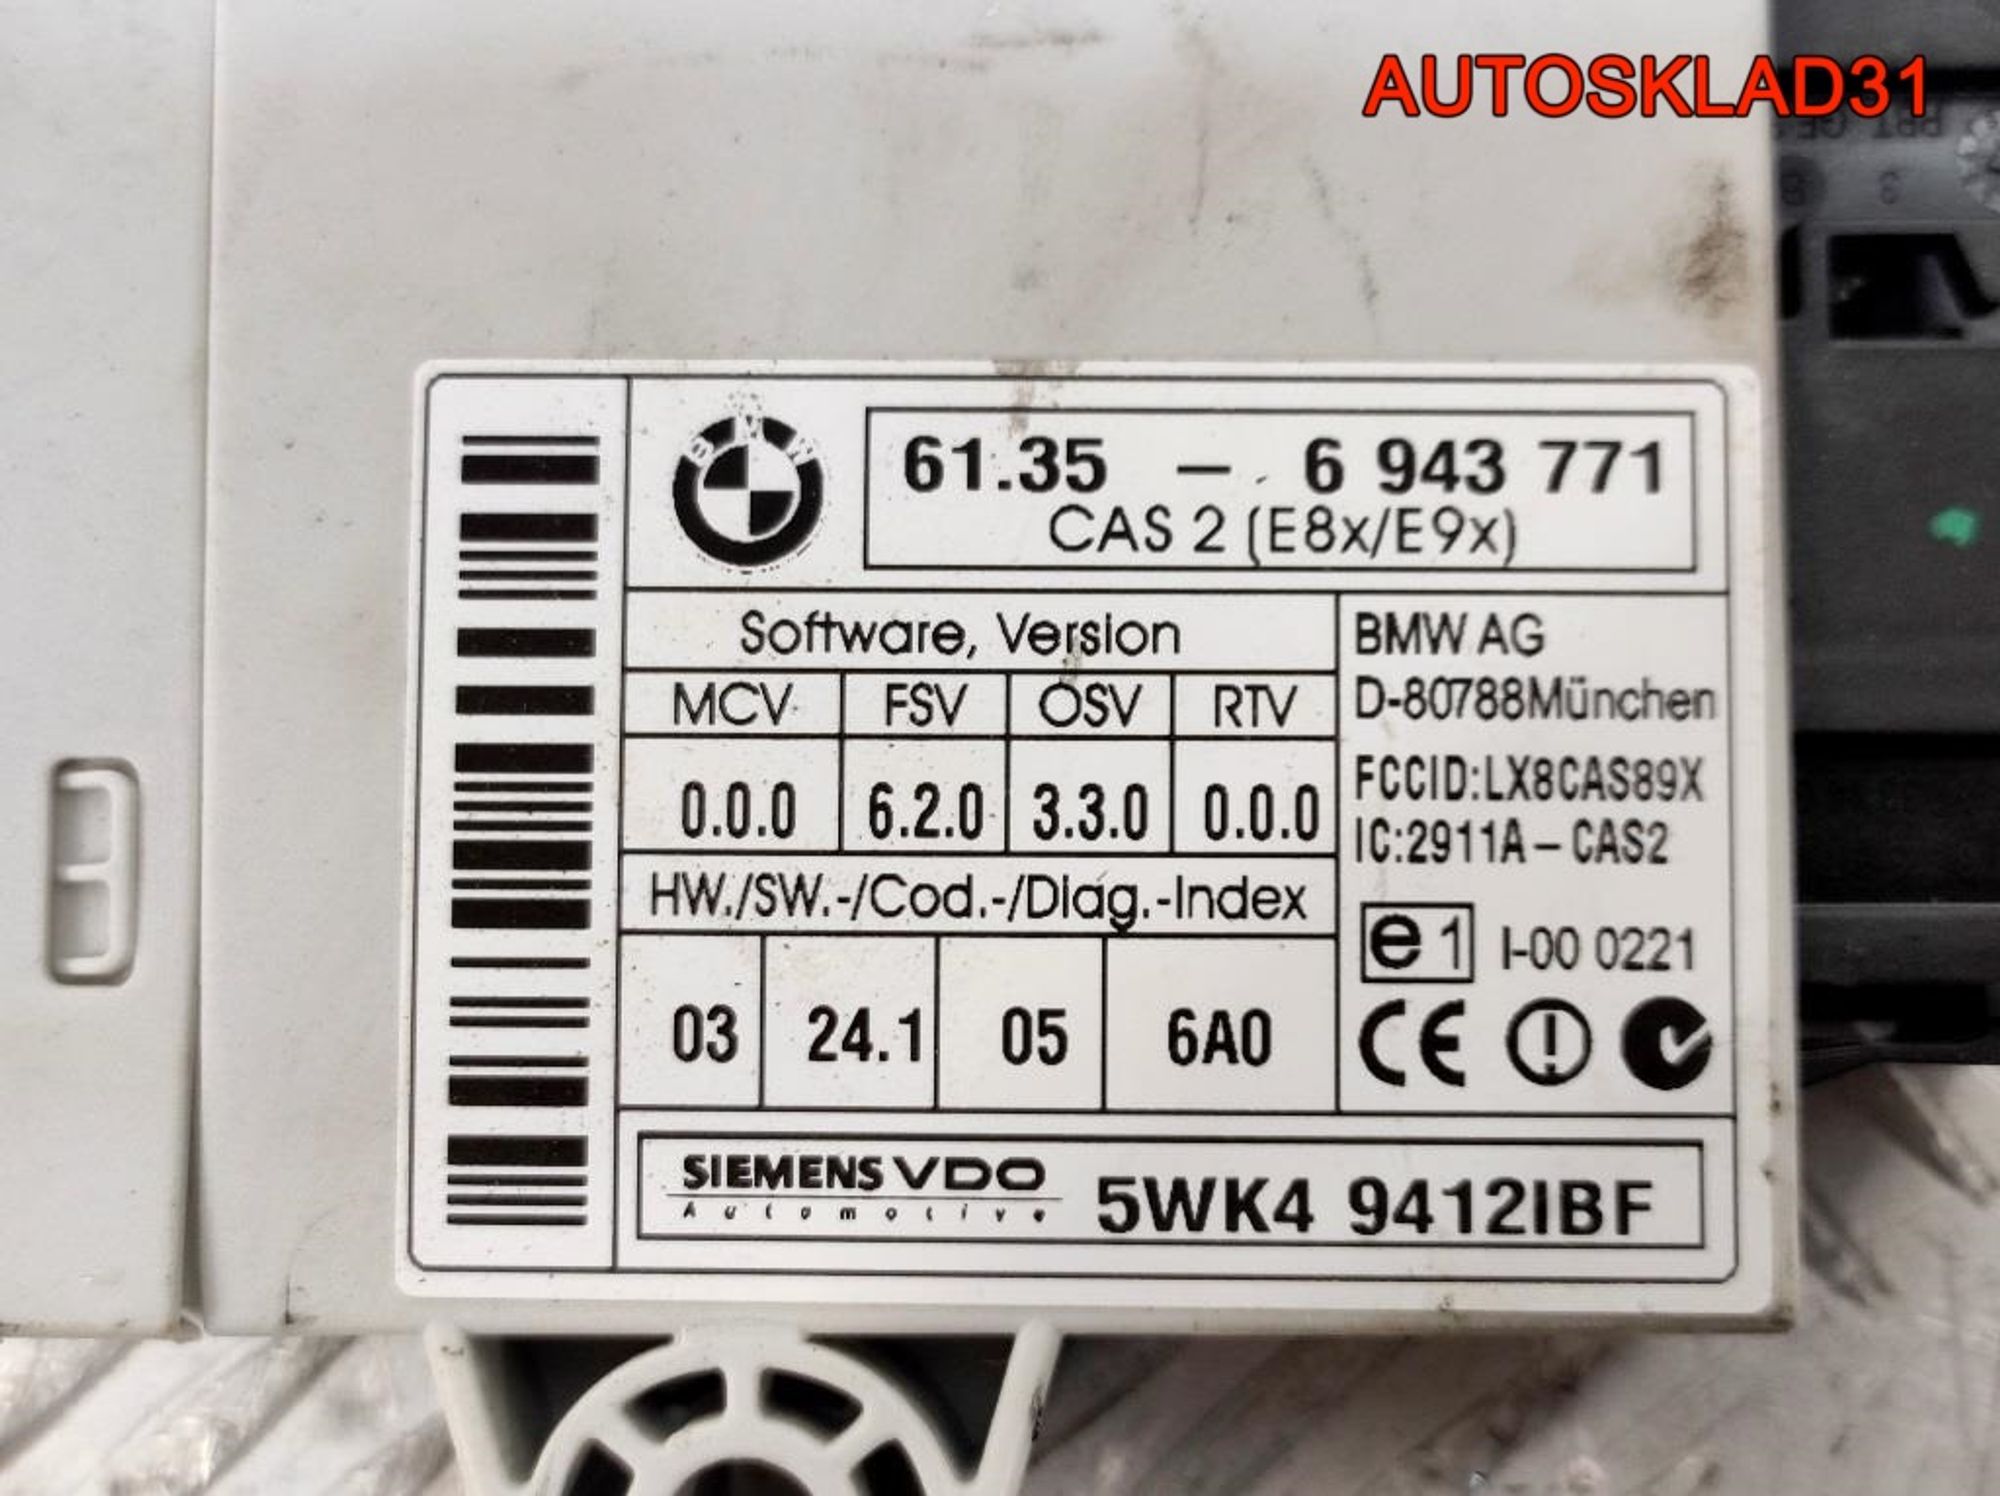 AUTOSKLAD31
BMW
61.35 – 6 943 771
CAS 2 (E8x/E9x)
Software, Version
MCV FSV OSV RTV
0.0.0 6.2.0 3.3.0 0.0.0
HW./SW.-/Cod.-/Diag.-Index
03 24.1 05 6A0
BMW AG
D-80788München
FCCID:LX8CAS89X
IC:2911A–CAS2
e1 I-00 0221
CE
SIEMENS VDO
Automotive
5WK4 9412IBF